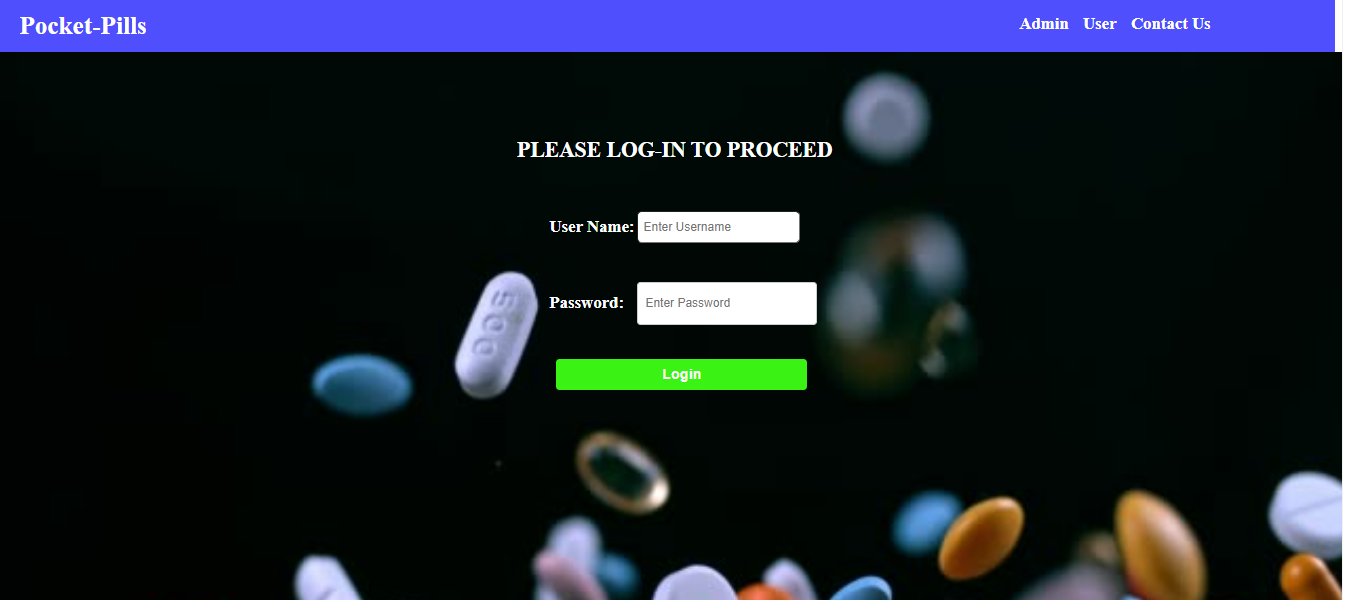 Pocket-Pills
Admin User Contact Us
PLEASE LOG-IN TO PROCEED
User Name: Enter Username
500
Password: Enter Password
Login